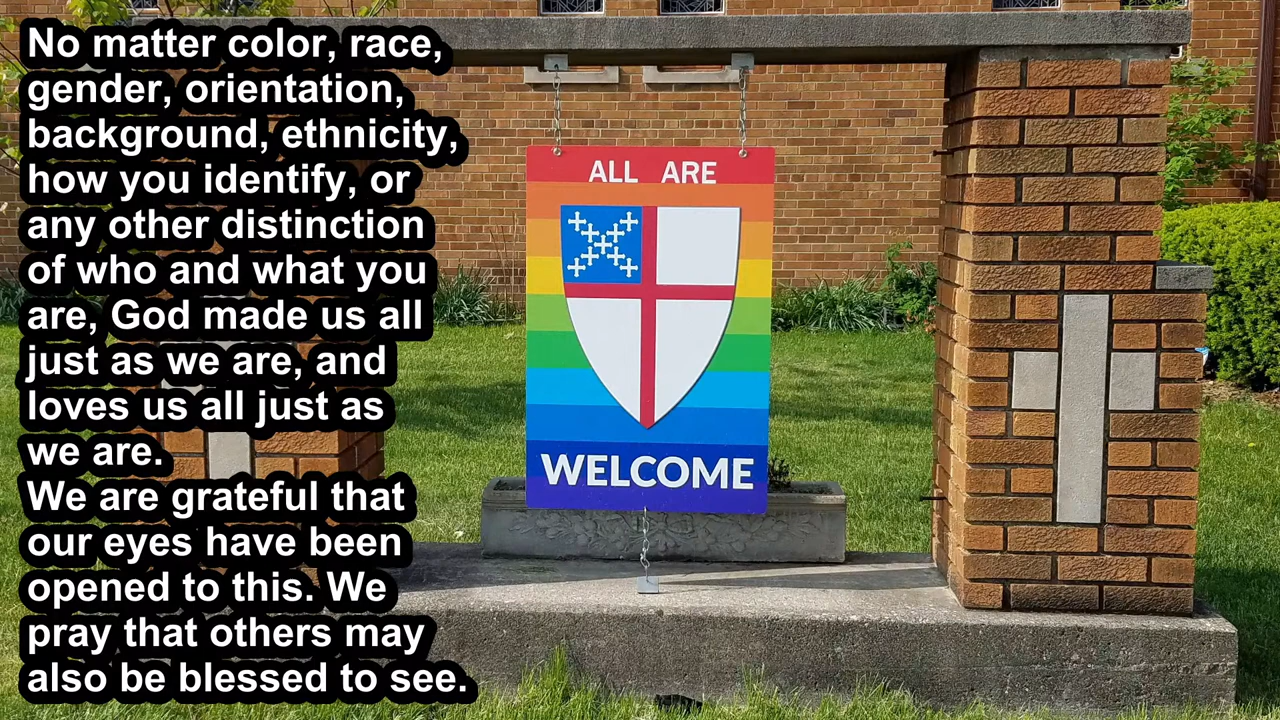 No matter color, race,
gender, orientation,
background, ethnicity,
how you identify, or
any other distinction
of who and what you
are, God made us all
just as we are, and
loves us all just as
we are.
We are grateful that
our eyes have been
opened to this. We
pray that others may
also be blessed to see.
ALL ARE
WELCOME